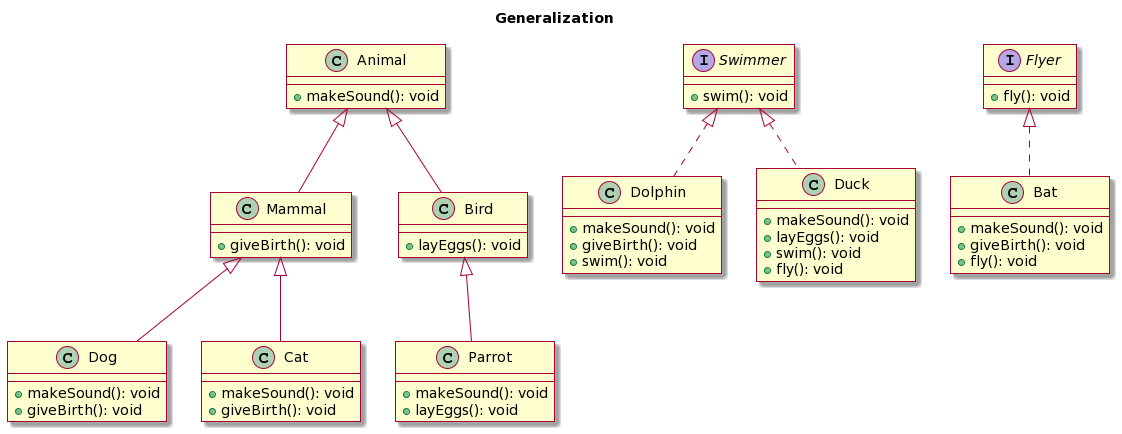 Generalization
C Animal
makeSound(): void
I Swimmer
swim(): void
I Flyer
fly(): void
C Mammal
giveBirth(): void
C Bird
layEggs(): void
C Dolphin
makeSound(): void
giveBirth(): void
swim(): void
C Duck
makeSound(): void
layEggs(): void
swim(): void
fly(): void
C Bat
makeSound(): void
giveBirth(): void
fly(): void
C Dog
makeSound(): void
giveBirth(): void
C Cat
makeSound(): void
giveBirth(): void
C Parrot
makeSound(): void
layEggs(): void